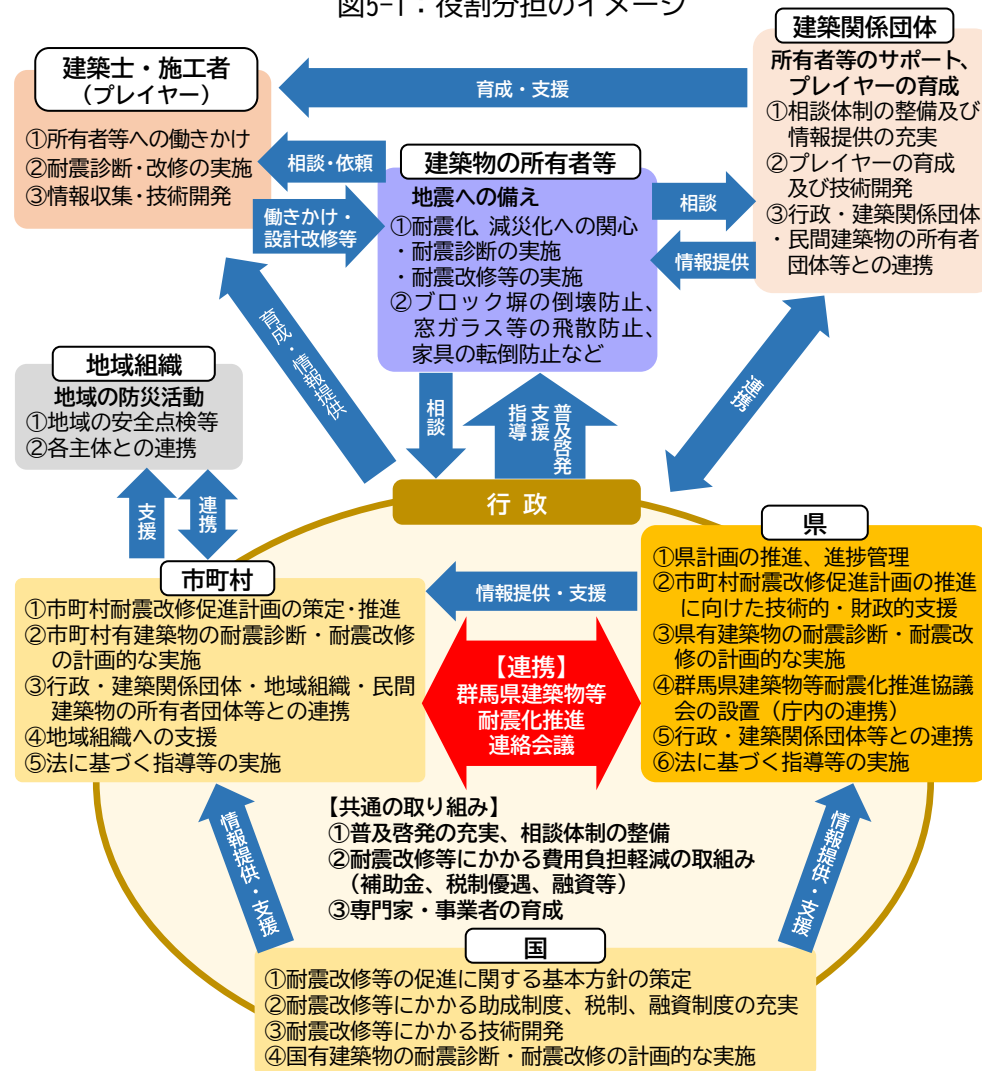 図5-1：役割分担のイメージ
建築関係団体
所有者等のサポート、
プレイヤーの育成
①相談体制の整備及び
情報提供の充実
②プレイヤーの育成
及び技術開発
③行政・建築関係団体
・民間建築物の所有者
団体等との連携
建築士・施工者
（プレイヤー）
①所有者等への働きかけ
②耐震診断・改修の実施
③情報収集・技術開発
育成・支援
相談・依頼
働きかけ・
設計改修等
建築物の所有者等
地震への備え
①耐震化、減災化への関心
・耐震診断の実施
・耐震改修等の実施
②ブロック塀の倒壊防止、
窓ガラス等の飛散防止、
家具の転倒防止など
相談
情報提供
育成・情報提供
連携
地域組織
地域の防災活動
①地域の安全点検等
②各主体との連携
相談
普及啓発
支援
指導
支援
連携
行政
市町村
①市町村耐震改修促進計画の策定・推進
②市町村有建築物の耐震診断・耐震改修
の計画的な実施
③行政・建築関係団体・地域組織・民間
建築物の所有者団体等との連携
④地域組織への支援
⑤法に基づく指導等の実施
情報提供・支援
【連携】
群馬県建築物等
耐震化推進
連絡会議
県
①県計画の推進、進捗管理
②市町村耐震改修促進計画の推進
に向けた技術的・財政的支援
③県有建築物の耐震診断・耐震改
修の計画的な実施
④群馬県建築物等耐震化推進協議
会の設置（庁内の連携）
⑤行政・建築関係団体等との連携
⑥法に基づく指導等の実施
【共通の取り組み】
①普及啓発の充実、相談体制の整備
②耐震改修等にかかる費用負担軽減の取組み
（補助金、税制優遇、融資等）
③専門家・事業者の育成
情報提供・支援
情報提供・支援
国
①耐震改修等の促進に関する基本方針の策定
②耐震改修等にかかる助成制度、税制、融資制度の充実
③耐震改修等にかかる技術開発
④国有建築物の耐震診断・耐震改修の計画的な実施